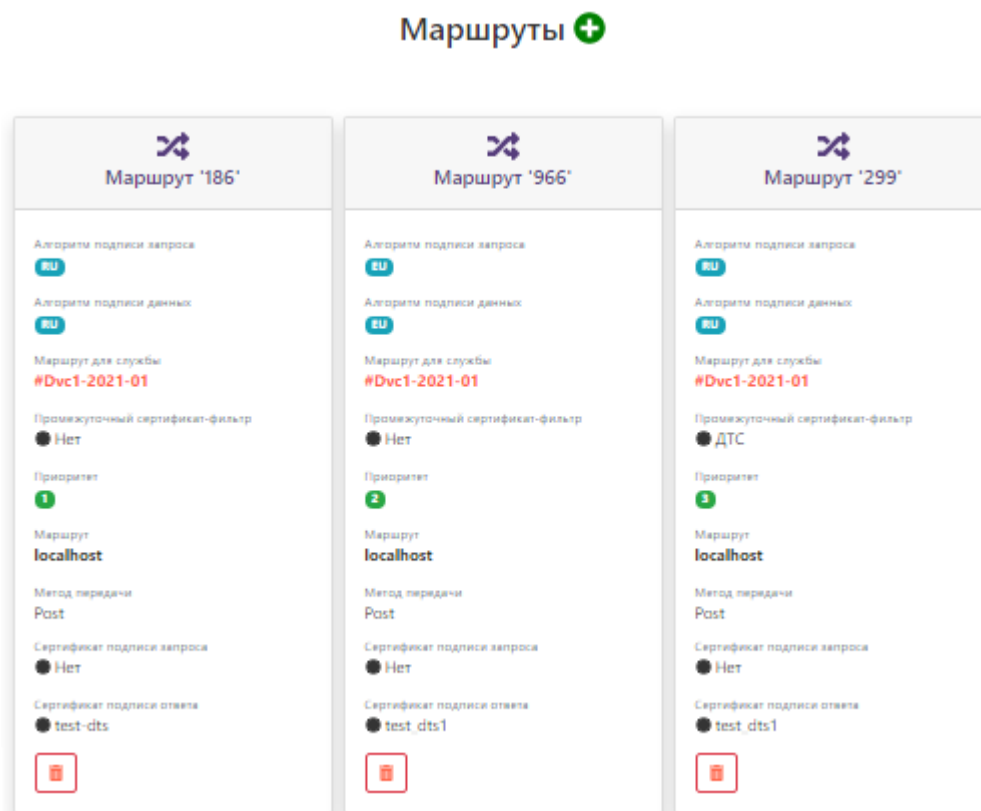 Маршруты
Маршрут '186'
Алгоритм подписи запроса
RU
Алгоритм подписи данных
RU
Маршрут для службы
#Dvc1-2021-01
Промежуточный сертификат-фильтр
Нет
Приоритет
1
Маршрут
localhost
Метод передачи
Post
Сертификат подписи запроса
Нет
Сертификат подписи ответа
test-dts
Маршрут '966'
Алгоритм подписи запроса
EU
Алгоритм подписи данных
EU
Маршрут для службы
#Dvc1-2021-01
Промежуточный сертификат-фильтр
Нет
Приоритет
2
Маршрут
localhost
Метод передачи
Post
Сертификат подписи запроса
Нет
Сертификат подписи ответа
test_dts1
Маршрут '299'
Алгоритм подписи запроса
RU
Алгоритм подписи данных
RU
Маршрут для службы
#Dvc1-2021-01
Промежуточный сертификат-фильтр
ДТС
Приоритет
3
Маршрут
localhost
Метод передачи
Post
Сертификат подписи запроса
Нет
Сертификат подписи ответа
test_dts1